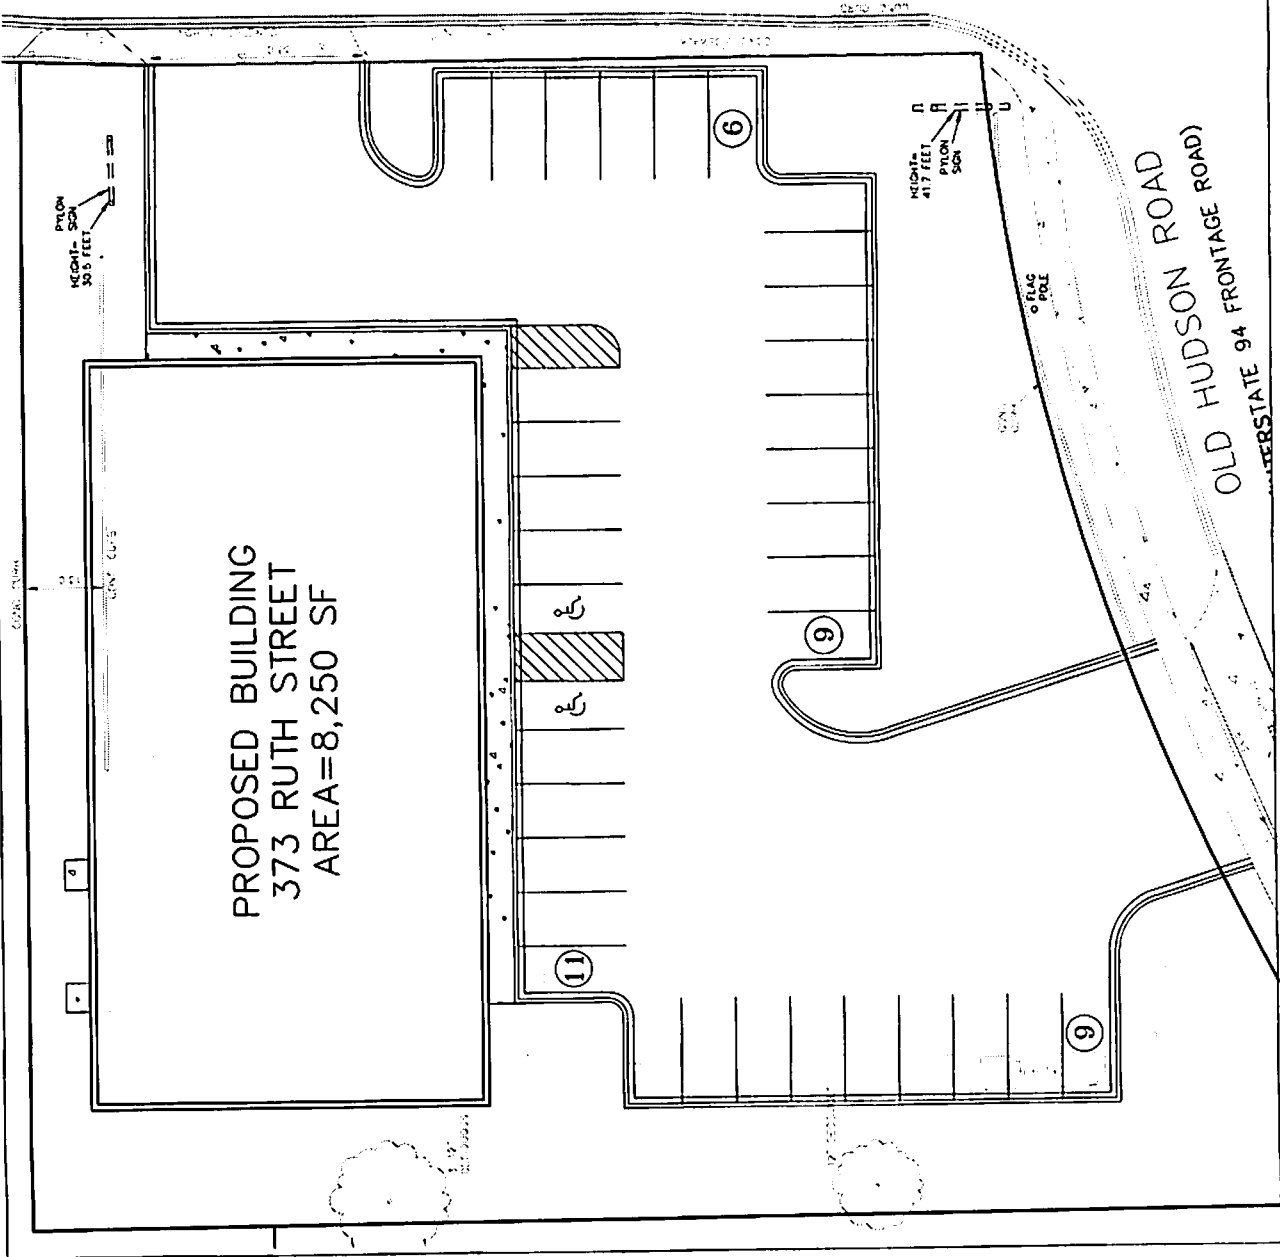 PROPOSED BUILDING
373 RUTH STREET
AREA=8,250 SF
PYLON
SIGN
HEIGHT=
30.5 FEET
HEIGHT=
41.7 FEET
PYLON
SIGN
FLAG
POLE
OLD HUDSON ROAD
94 FRONTAGE ROAD)
6
9
11
9